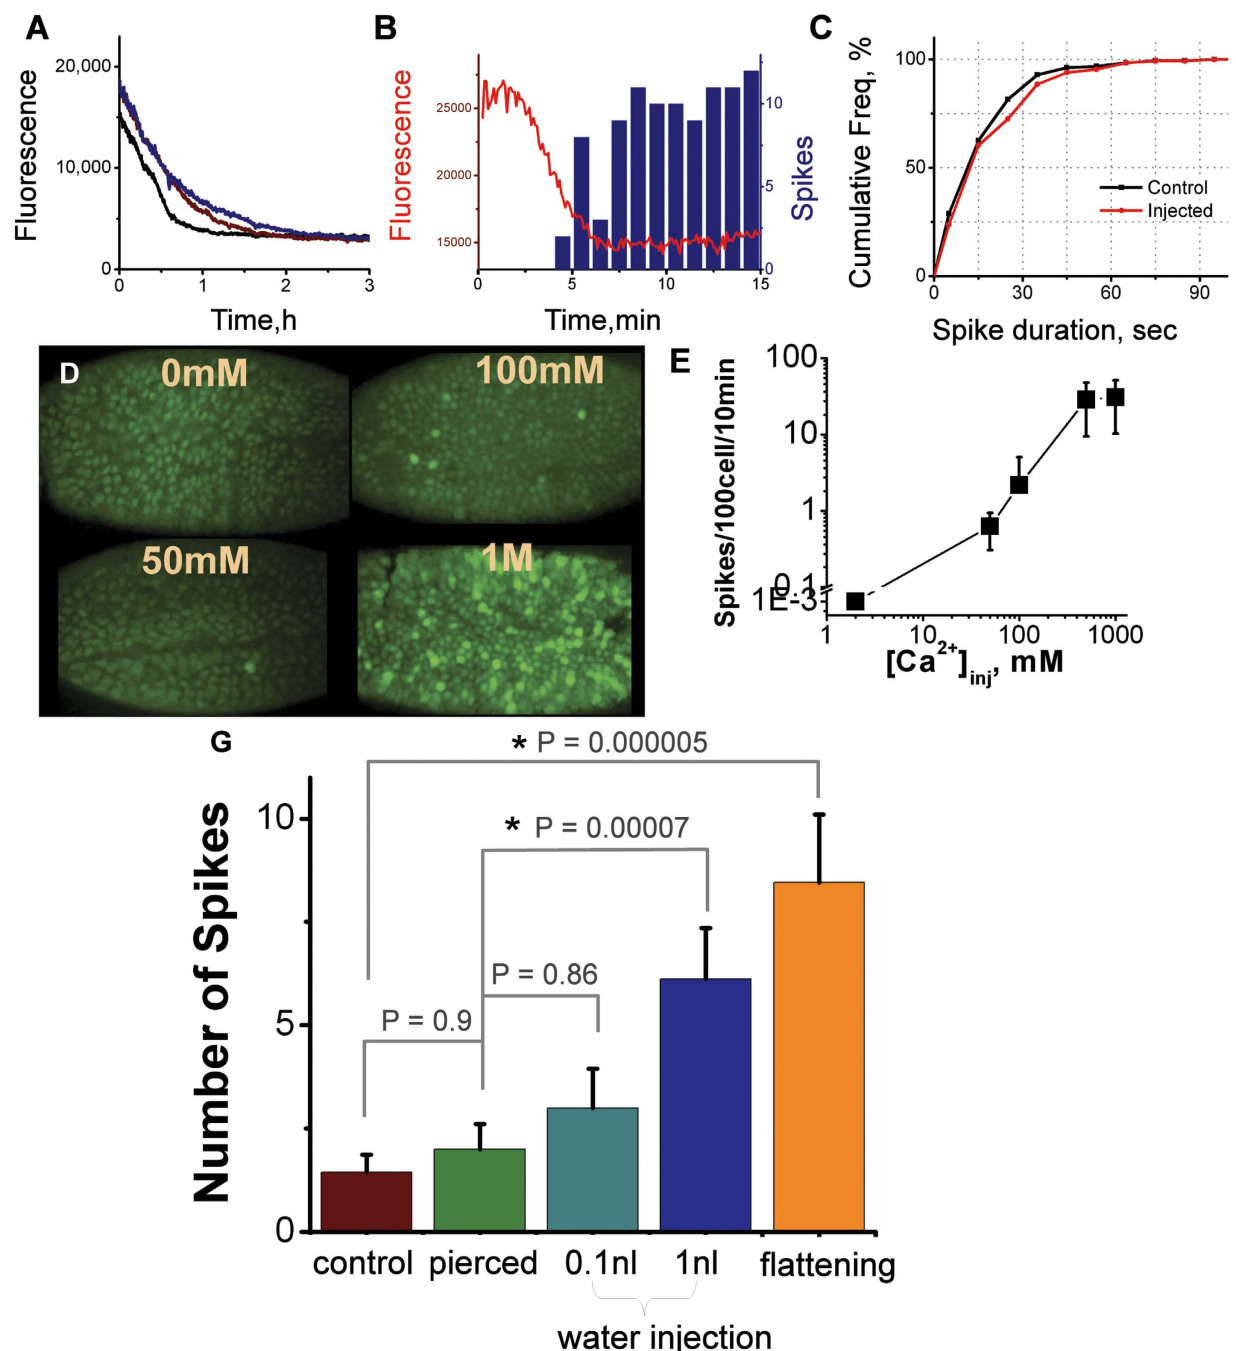 A
Fluorescence
20,000
10,000
0
0 1 2 3
Time,h
B
Fluorescence
25000
20000
15000
0 5 10 15
Time,min
10
5
0
Spikes
C
Cumulative Freq, %
100
50
0
Control
Injected
0 30 60 90
Spike duration, sec
D
0mM
100mM
50mM
1M
E
Spikes/100cell/10min
100
10
1
0.1
1E-3
1 10 100 1000
[Ca²⁺]inj, mM
G
Number of Spikes
10
5
0
* P = 0.000005
* P = 0.00007
P = 0.86
P = 0.9
control pierced 0.1nl 1nl flattening
water injection